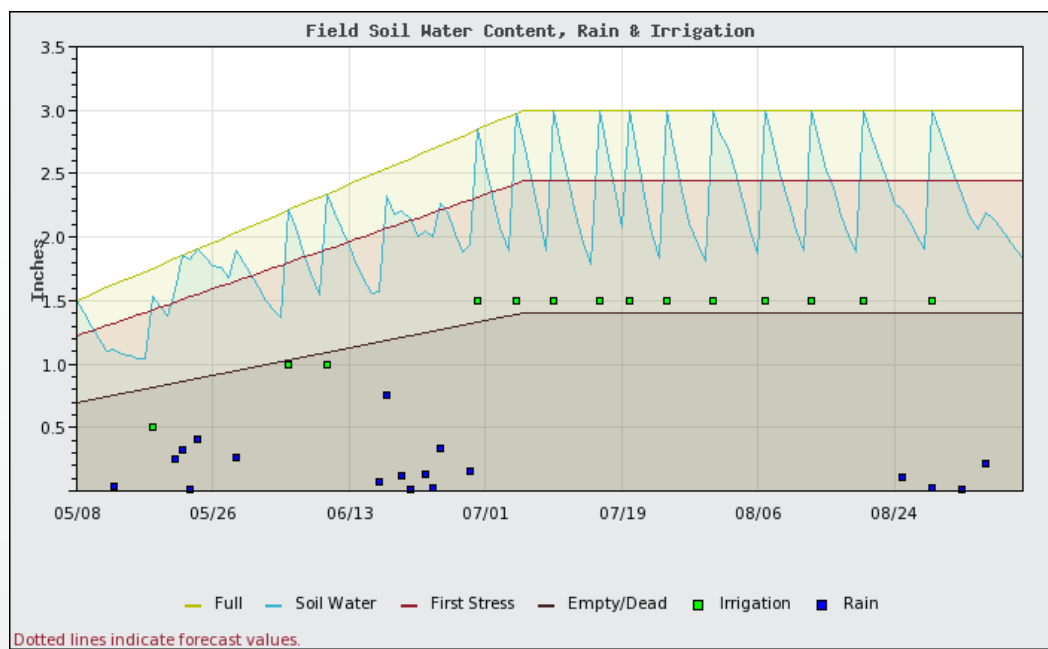 Field Soil Water Content, Rain & Irrigation
3.5
3.0
2.5
2.0
1.5
1.0
0.5
Inches
05/08 05/26 06/13 07/01 07/19 08/06 08/24
Full Soil Water First Stress Empty/Dead Irrigation Rain
Dotted lines indicate forecast values.